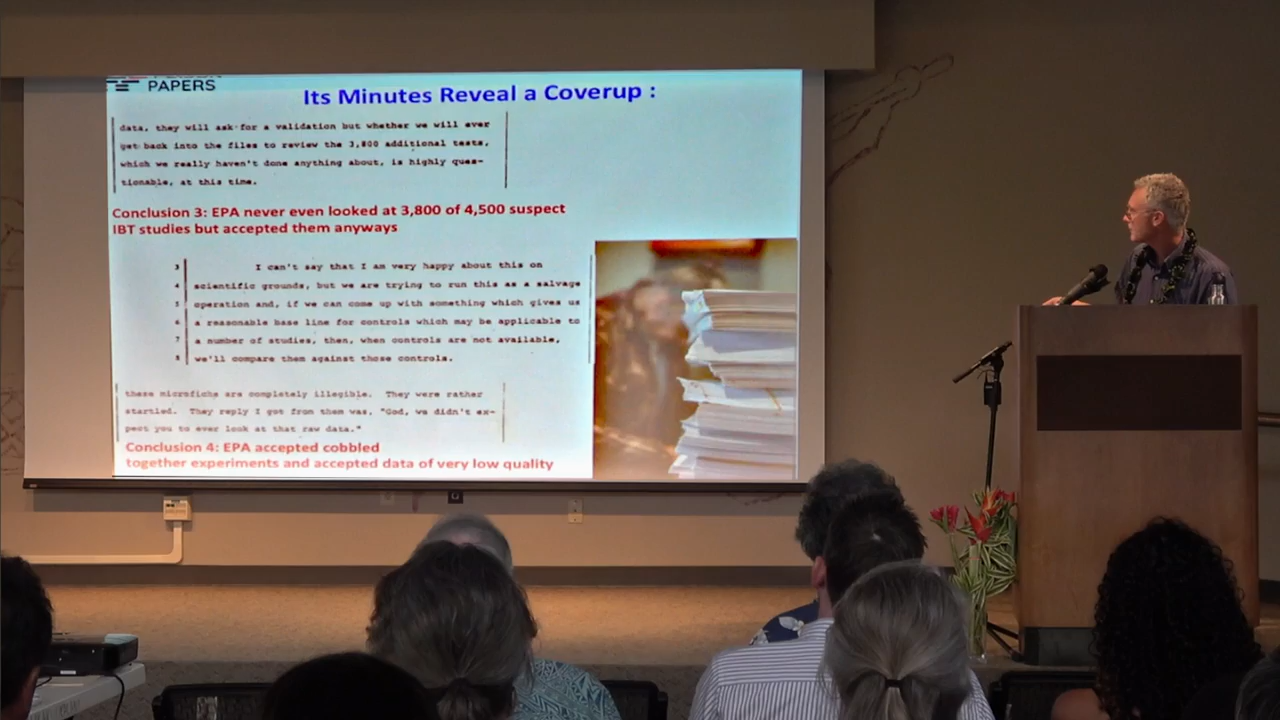 PAPERS
Its Minutes Reveal a Coverup :
data, they will ask for a validation but whether we will ever
get back into the files to review the 3,800 additional tests,
which we really haven't done anything about, is highly ques-
tionable, at this time.
Conclusion 3: EPA never even looked at 3,800 of 4,500 suspect
IBT studies but accepted them anyways
3 I can't say that I am very happy about this on
4 scientific grounds, but we are trying to run this as a salvage
5 operation and, if we can come up with something which gives us
6 a reasonable base line for controls which may be applicable to
7 a number of studies, then, when controls are not available,
8 we'll compare them against those controls.
these microfiche are completely illegible. They were rather
startled. They reply I got from them was, "God, we didn't ex-
pect you to ever look at that raw data."
Conclusion 4: EPA accepted cobbled
together experiments and accepted data of very low quality